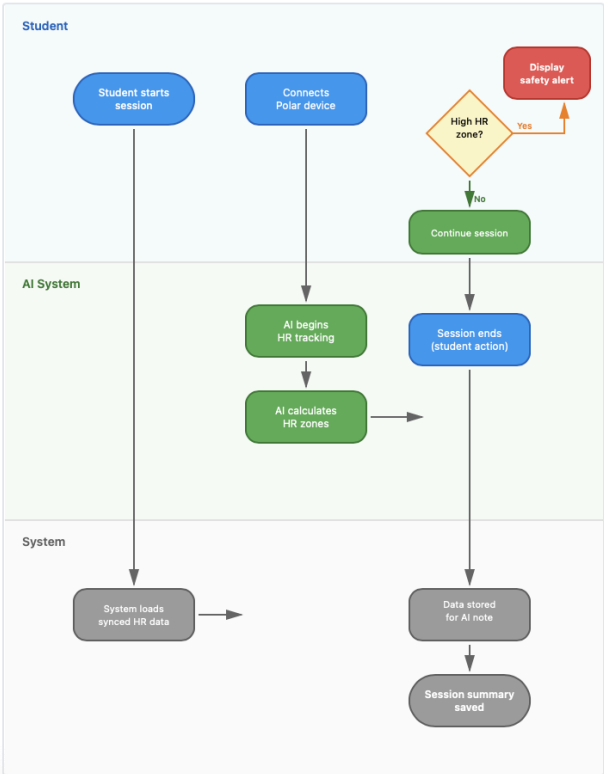 Student
Student starts
session
Connects
Polar device
Display
safety alert
High HR
zone?
Yes
No
Continue session
AI System
AI begins
HR tracking
Session ends
(student action)
AI calculates
HR zones
System
System loads
synced HR data
Data stored
for AI note
Session summary
saved